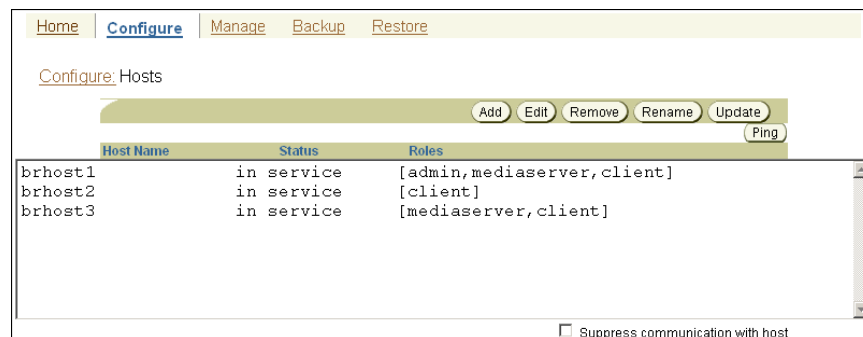 Home Configure Manage Backup Restore
Configure: Hosts
Add Edit Remove Rename Update
Ping
Host Name Status Roles
brhost1 in service [admin,mediaserver,client]
brhost2 in service [client]
brhost3 in service [mediaserver,client]
Suppress communication with host